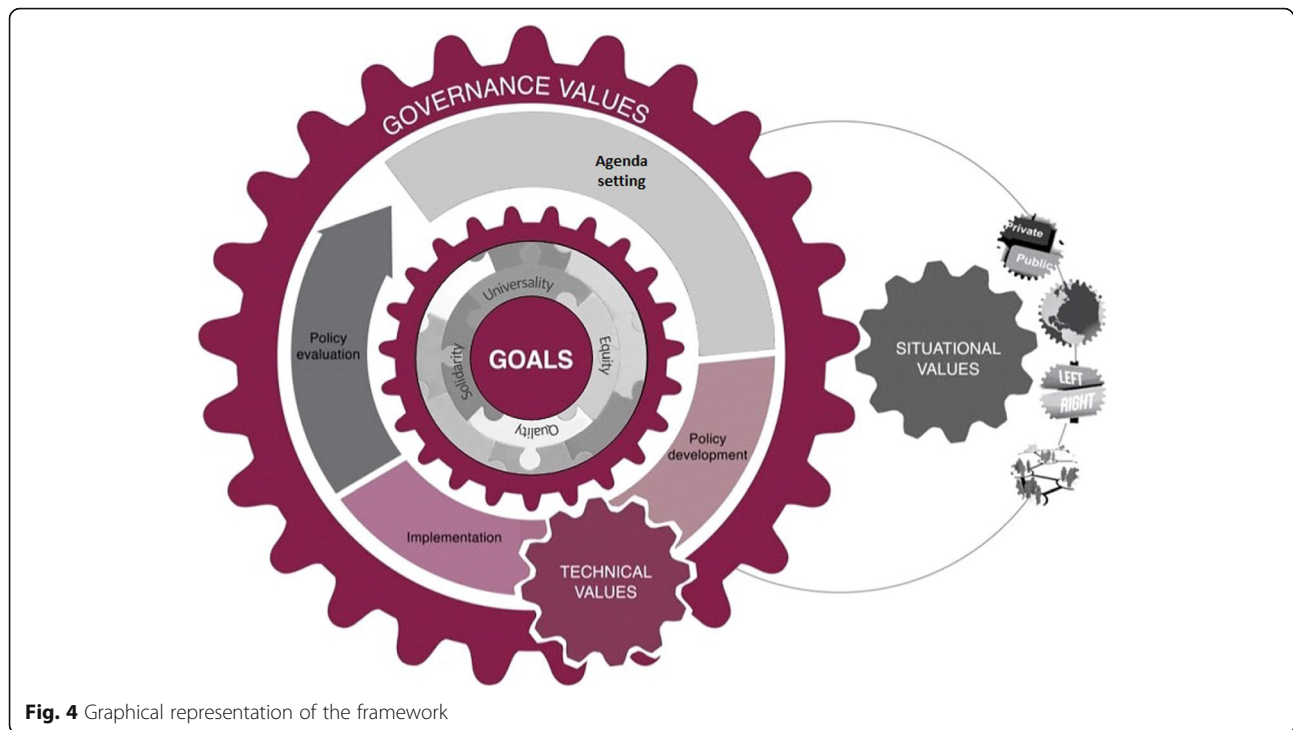 GOVERNANCE VALUES
Agenda
setting
Private
Public
Universality
Policy
evaluation
GOALS
Equity
Solidarity
SITUATIONAL
VALUES
LEFT
RIGHT
Quality
Policy
development
Implementation
TECHNICAL
VALUES
Fig. 4 Graphical representation of the framework